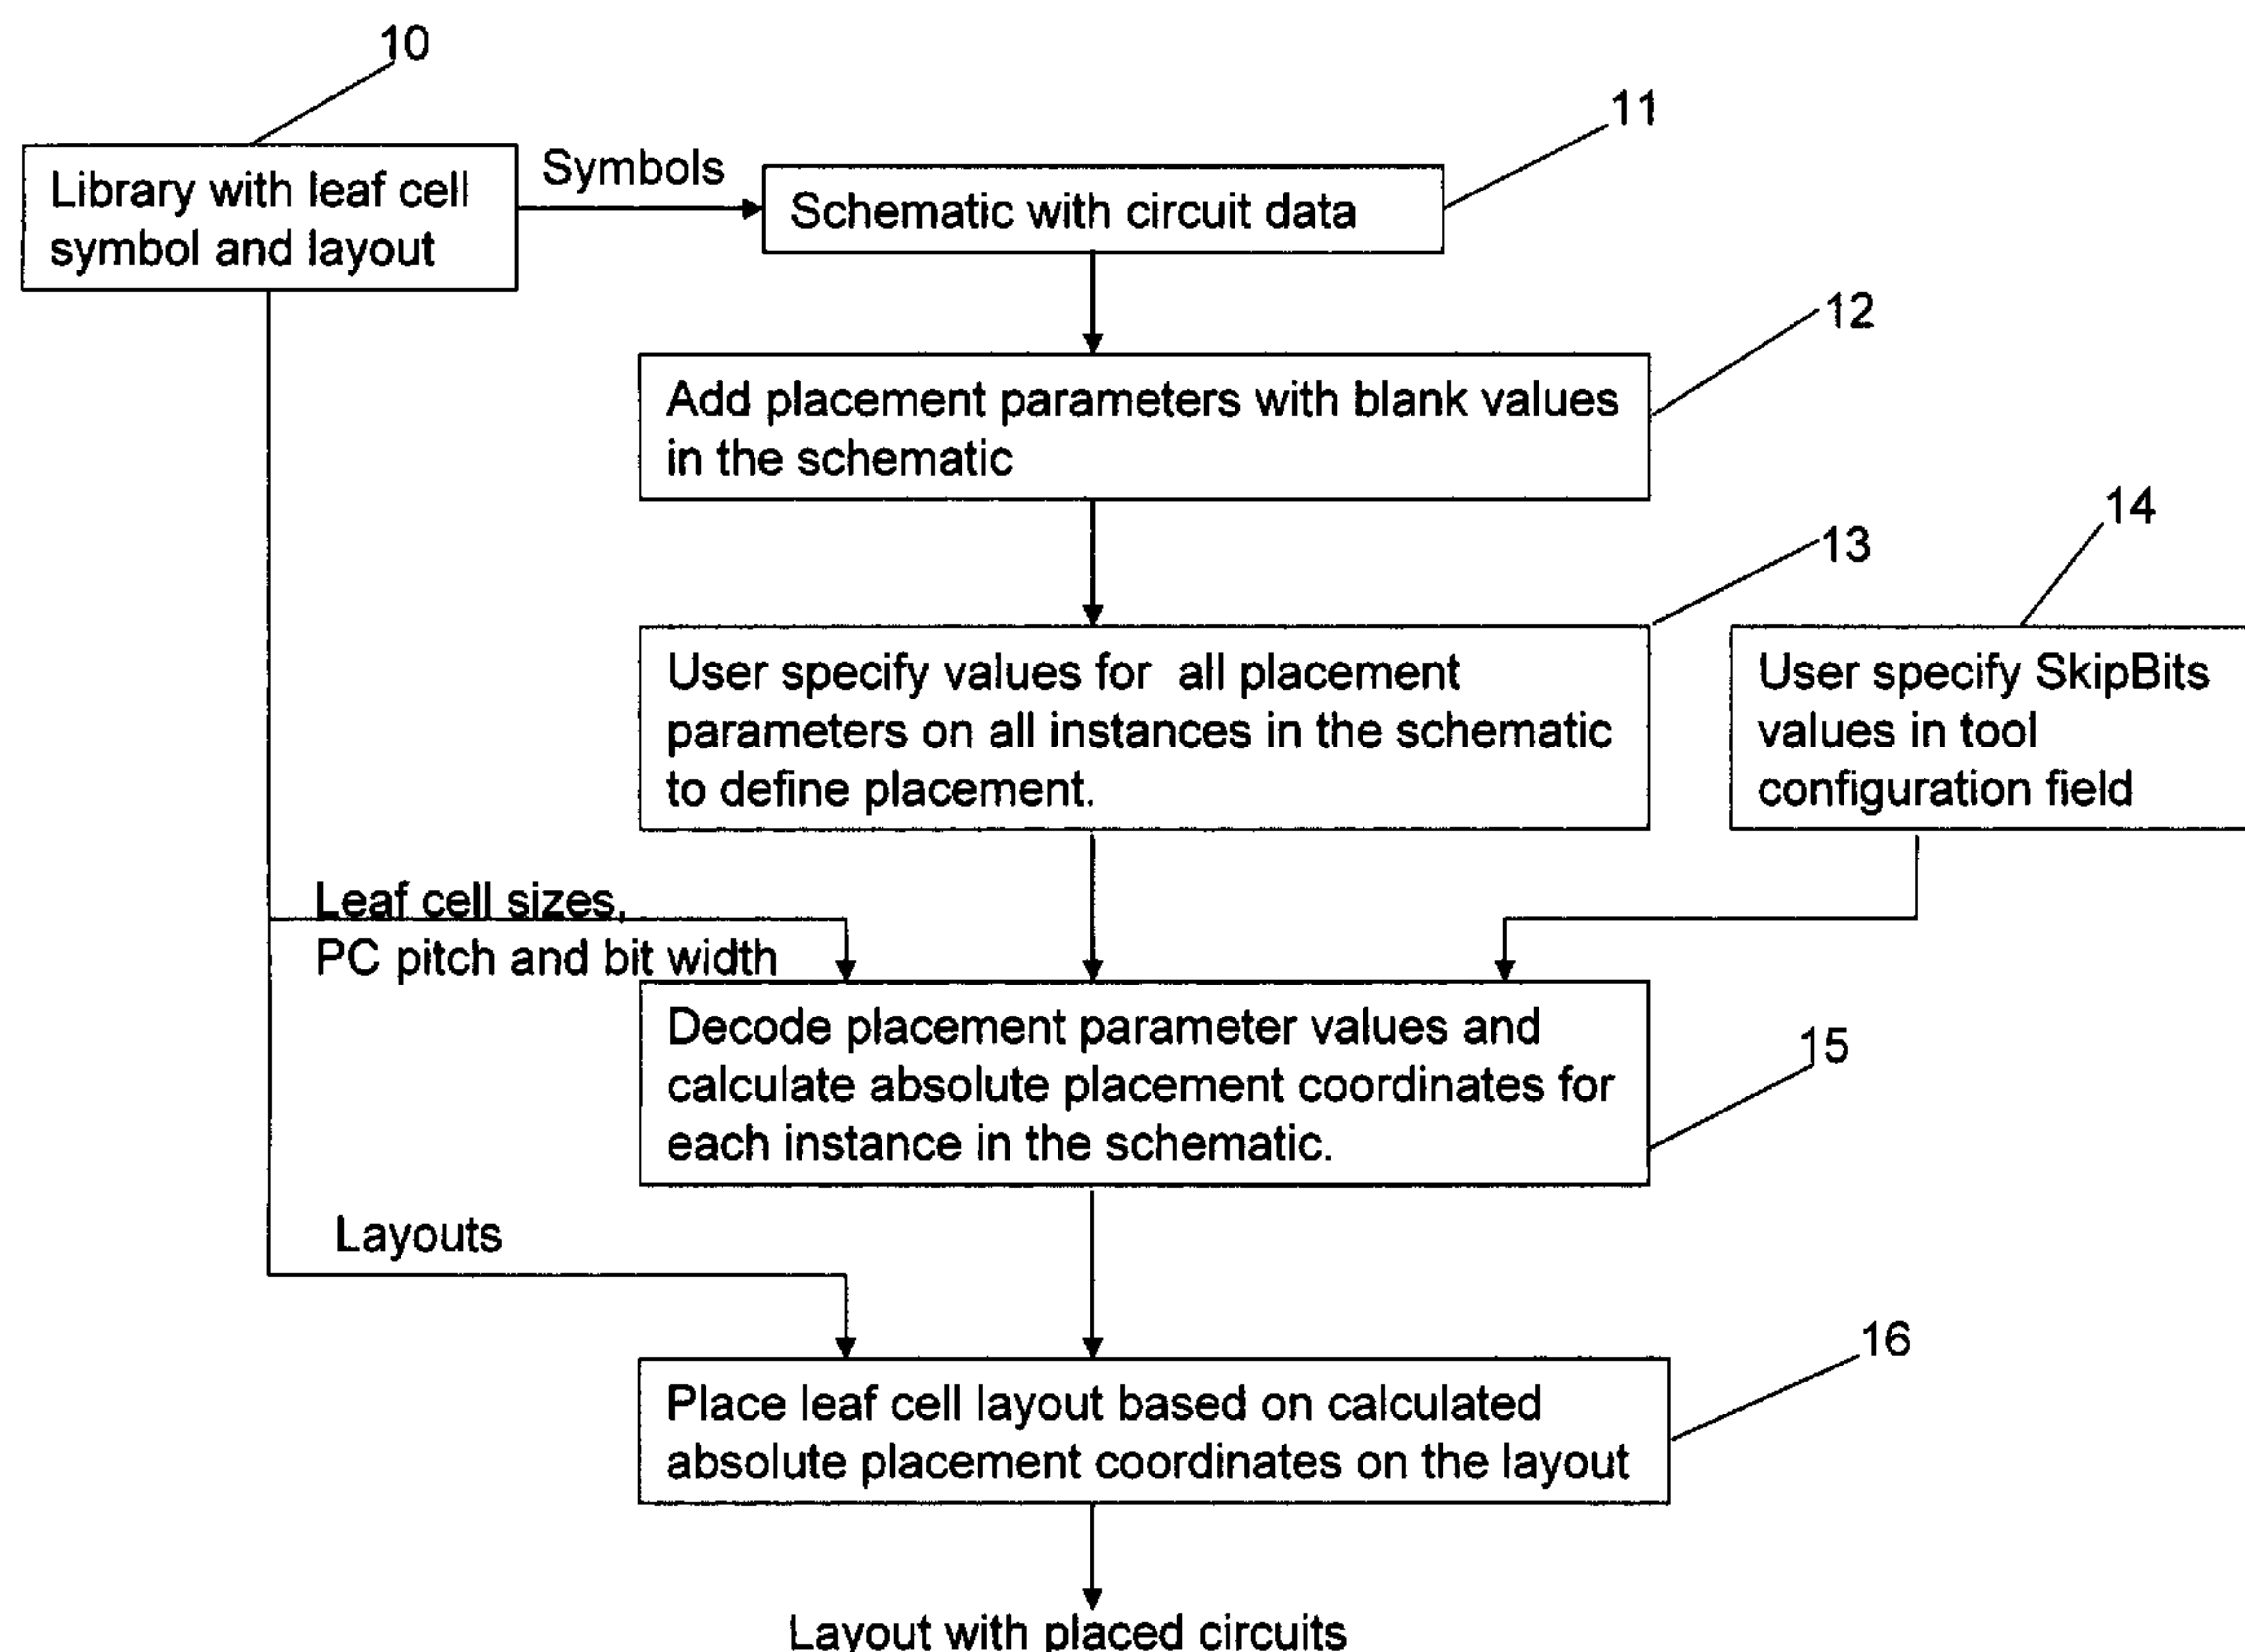 10
11
Library with leaf cell
symbol and layout
Symbols
Schematic with circuit data
12
Add placement parameters with blank values
in the schematic
13
14
User specify values for all placement
parameters on all instances in the schematic
to define placement.
User specify SkipBits
values in tool
configuration field
Leaf cell sizes,
PC pitch and bit width
Decode placement parameter values and
calculate absolute placement coordinates for
each instance in the schematic.
15
Layouts
16
Place leaf cell layout based on calculated
absolute placement coordinates on the layout
Layout with placed circuits